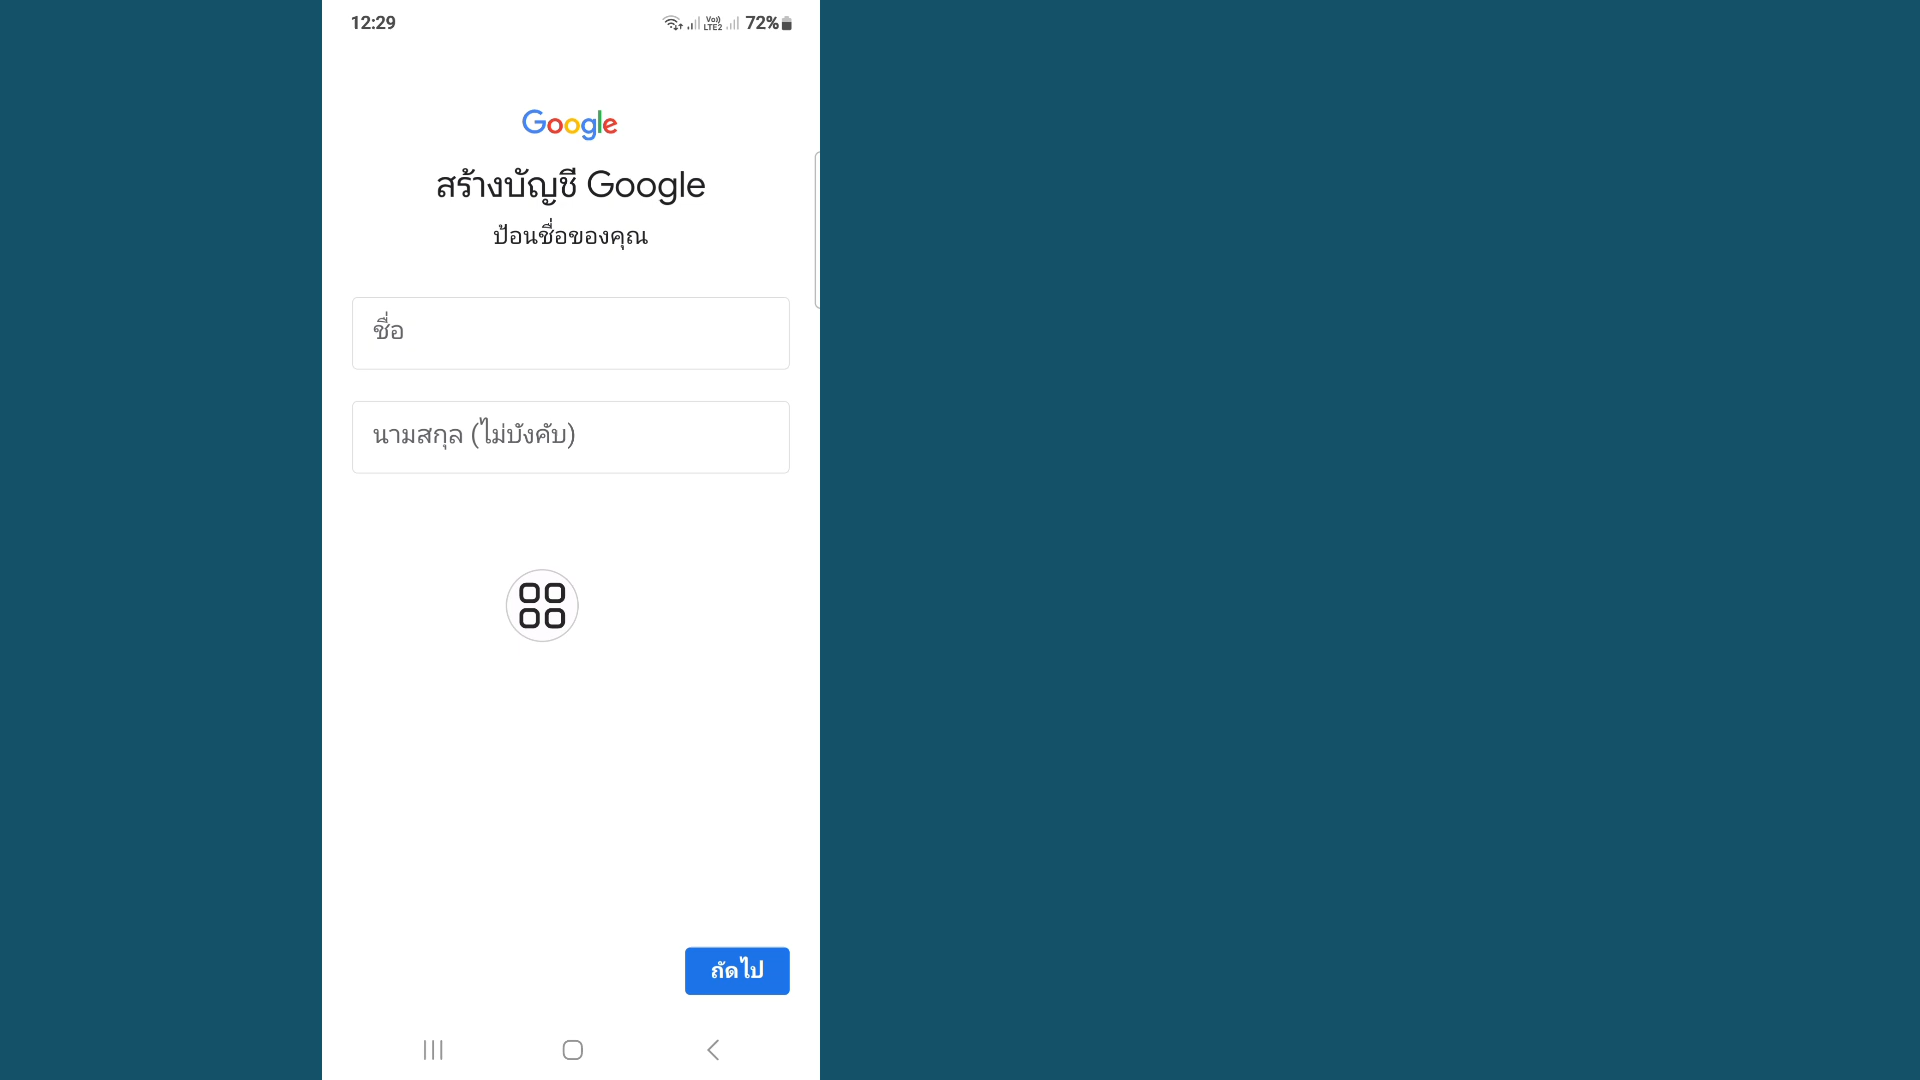 12:29
Vo)) LTE2 72%
Google
สร้างบัญชี Google
ป้อนชื่อของคุณ
ชื่อ
นามสกุล (ไม่บังคับ)
ถัดไป